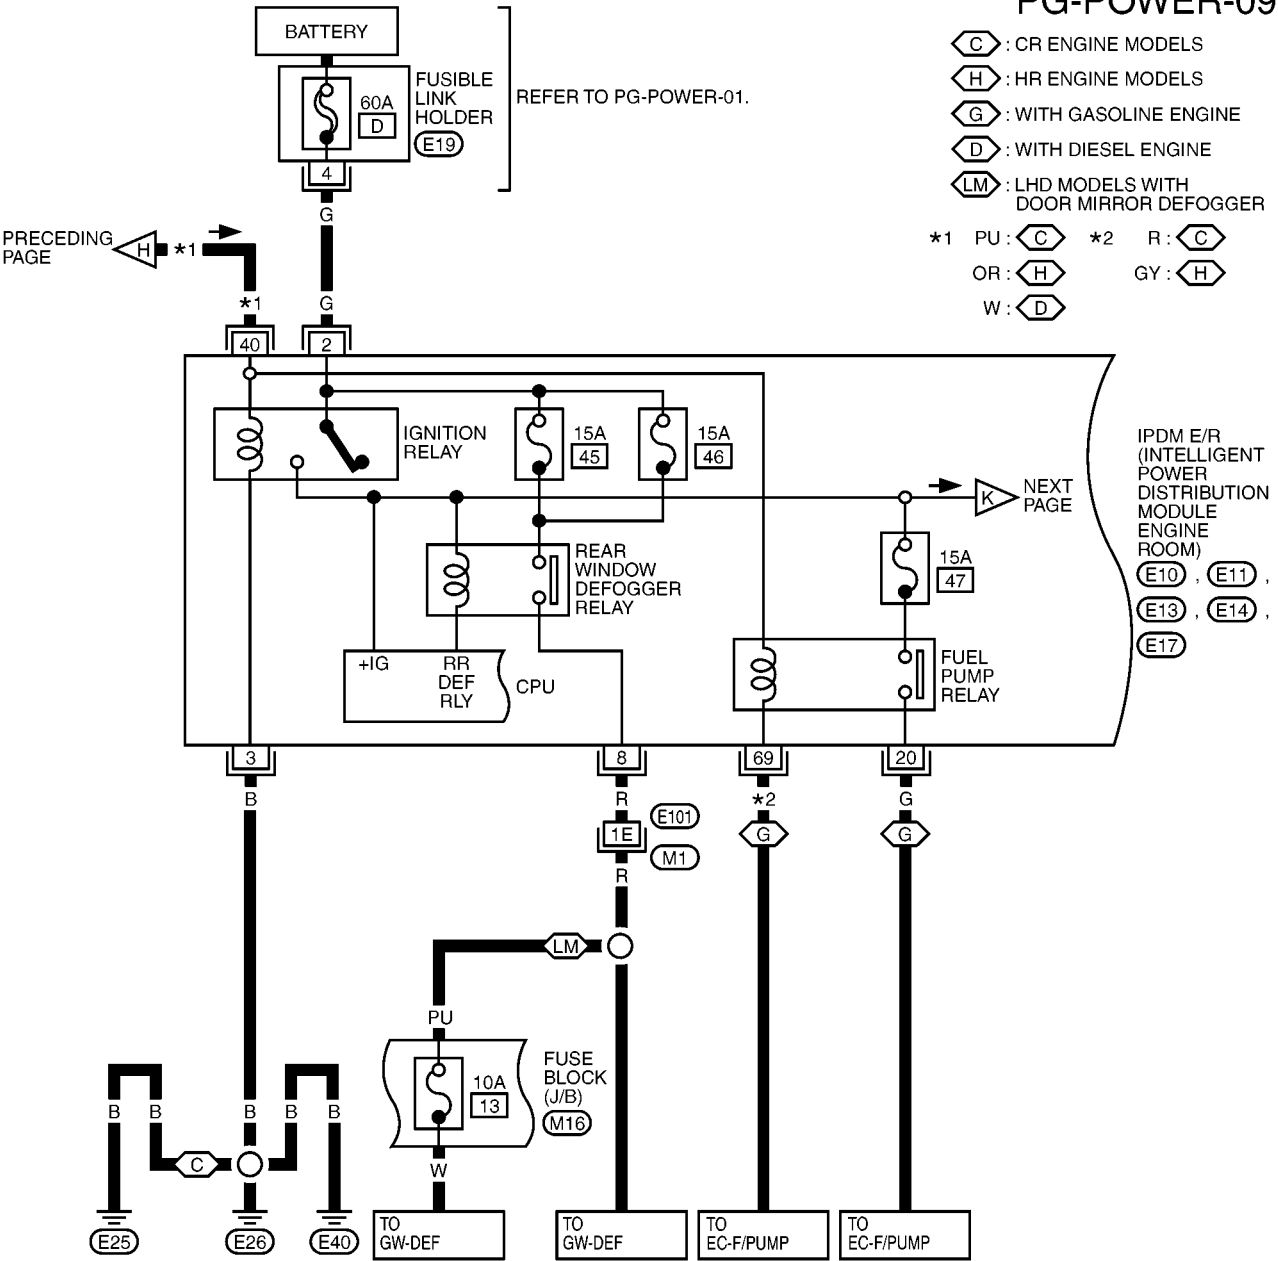 PG-POWER-09
BATTERY
60A
D
FUSIBLE
LINK
HOLDER
E19
REFER TO PG-POWER-01.
4
G
G
C : CR ENGINE MODELS
H : HR ENGINE MODELS
G : WITH GASOLINE ENGINE
D : WITH DIESEL ENGINE
LM : LHD MODELS WITH
DOOR MIRROR DEFOGGER
*1 PU : C *2 R : C
OR : H GY : H
W : D
PRECEDING
PAGE
H *1
*1
40
2
IGNITION
RELAY
15A
45
15A
46
NEXT
PAGE
K
IPDM E/R
(INTELLIGENT
POWER
DISTRIBUTION
MODULE
ENGINE
ROOM)
E10 , E11 ,
E13 , E14 ,
E17
REAR
WINDOW
DEFOGGER
RELAY
15A
47
+IG
RR
DEF
RLY
CPU
FUEL
PUMP
RELAY
3
8
69
20
B
R
*2
G
1E
E101
M1
G
G
R
LM
PU
10A
13
FUSE
BLOCK
(J/B)
M16
B
B
B
B
B
C
W
E25
E26
E40
TO
GW-DEF
TO
GW-DEF
TO
EC-F/PUMP
TO
EC-F/PUMP